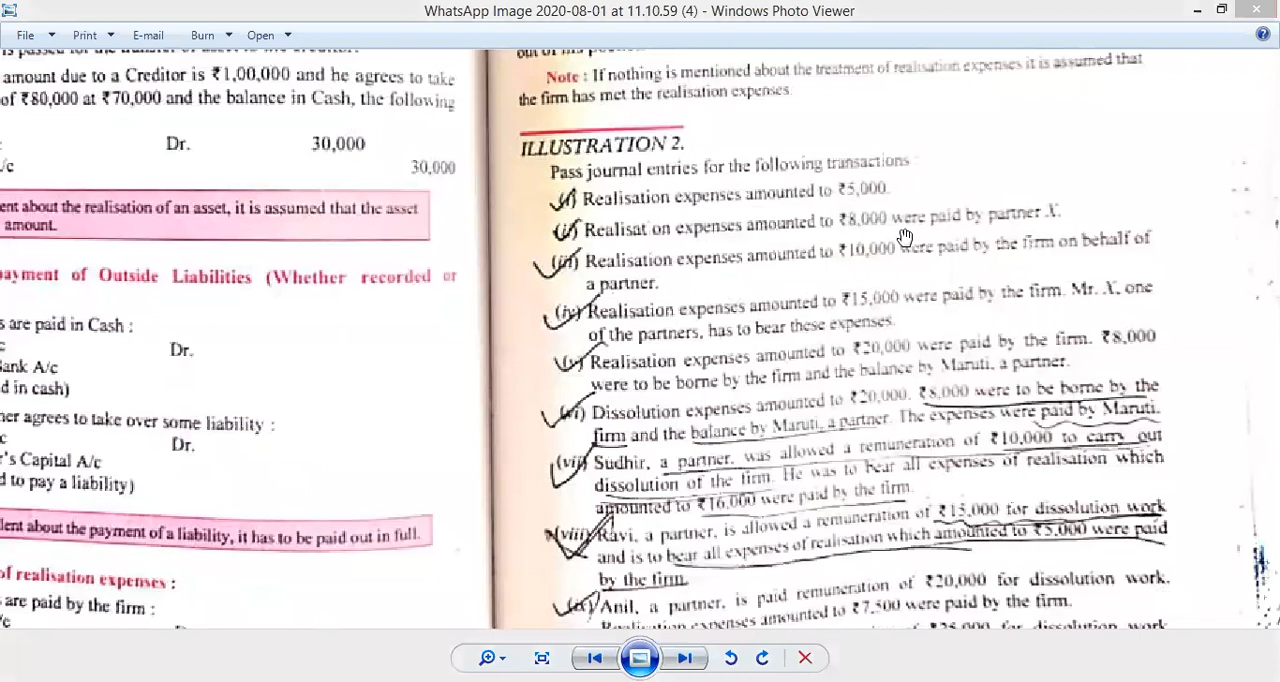 WhatsApp Image 2020-08-01 at 11.10.59 (4) - Windows Photo Viewer
File Print E-mail Burn Open
amount due to a Creditor is ₹1,00,000 and he agrees to take
of ₹80,000 at ₹70,000 and the balance in Cash, the following
Dr. 30,000
/c 30,000
ent about the realisation of an asset, it is assumed that the asset
amount.
payment of Outside Liabilities (Whether recorded or
s are paid in Cash :
Dr.
ank A/c
d in cash)
ner agrees to take over some liability :
c Dr.
r's Capital A/c
d to pay a liability)
lent about the payment of a liability, it has to be paid out in full.
of realisation expenses :
are paid by the firm :
Note : If nothing is mentioned about the treatment of realisation expenses it is assumed that
the firm has met the realisation expenses.
ILLUSTRATION 2.
Pass journal entries for the following transactions :
(i) Realisation expenses amounted to ₹5,000.
(ii) Realisat on expenses amounted to ₹8,000 were paid by partner X.
(iii) Realisation expenses amounted to ₹10,000 were paid by the firm on behalf of
a partner.
(iv) Realisation expenses amounted to ₹15,000 were paid by the firm. Mr. X, one
of the partners, has to bear these expenses.
(v) Realisation expenses amounted to ₹20,000 were paid by the firm. ₹8,000
were to be borne by the firm and the balance by Maruti, a partner.
(vi) Dissolution expenses amounted to ₹20,000. ₹8,000 were to be borne by the
firm and the balance by Maruti, a partner. The expenses were paid by Maruti.
(vii) Sudhir, a partner, was allowed a remuneration of ₹10,000 to carry out
dissolution of the firm. He was to bear all expenses of realisation which
amounted to ₹16,000 were paid by the firm.
(viii) Ravi, a partner, is allowed a remuneration of ₹15,000 for dissolution work
and is to bear all expenses of realisation which amounted to ₹5,000 were paid
by the firm.
(ix) Anil, a partner, is paid remuneration of ₹20,000 for dissolution work.
Realisation expenses amounted to ₹7,500 were paid by the firm.
of ₹25,000 for dissolution work